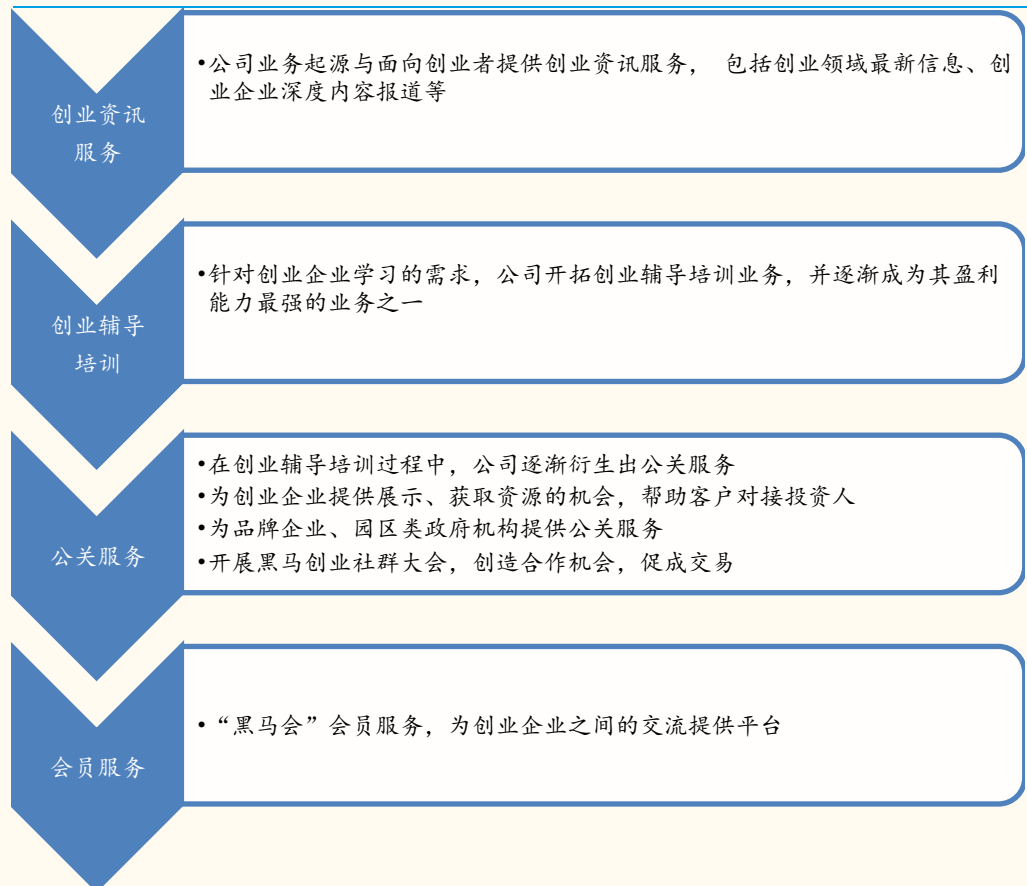 创业资讯
服务
•公司业务起源与面向创业者提供创业资讯服务， 包括创业领域最新信息、创
业企业深度内容报道等
创业辅导
培训
•针对创业企业学习的需求，公司开拓创业辅导培训业务，并逐渐成为其盈利
能力最强的业务之一
公关服务
•在创业辅导培训过程中，公司逐渐衍生出公关服务
•为创业企业提供展示、获取资源的机会，帮助客户对接投资人
•为品牌企业、园区类政府机构提供公关服务
•开展黑马创业社群大会，创造合作机会，促成交易
会员服务
•“黑马会”会员服务，为创业企业之间的交流提供平台